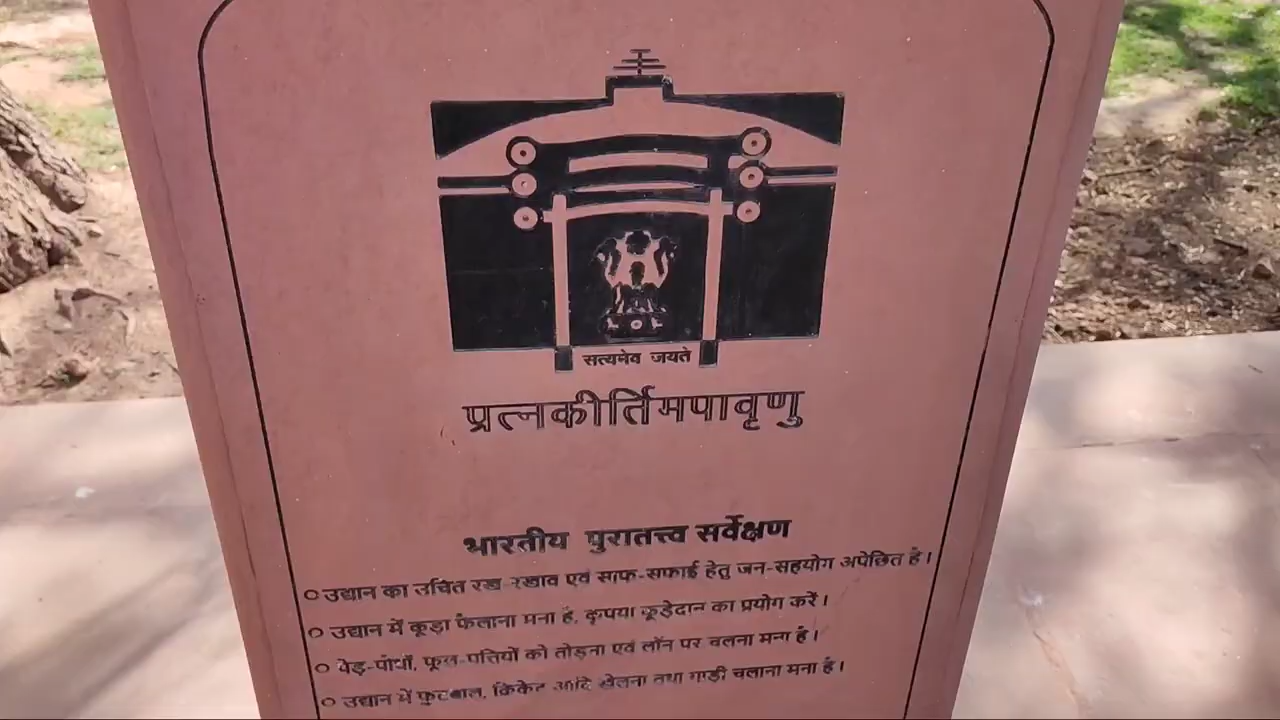 सत्यमेव जयते
प्रत्नकीर्तिमपावृणु
भारतीय पुरातत्त्व सर्वेक्षण
○ उद्यान का उचित रख-रखाव एवं साफ-सफाई हेतु जन-सहयोग अपेछित है।
○ उद्यान में कूड़ा फैलाना मना है, कृपया कूड़ेदान का प्रयोग करें।
○ पेड़-पौधों, फूल-पत्तियों को तोड़ना एवं लॉन पर चलना मना है।
○ उद्यान में फुटबाल, क्रिकेट आदि खेलना तथा गाड़ी चलाना मना है।